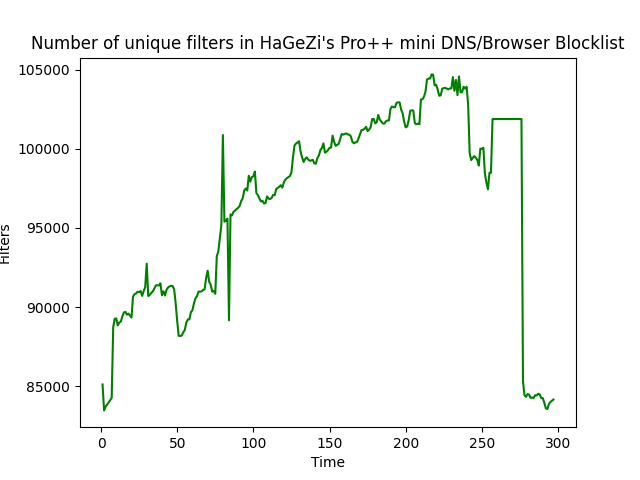 Number of unique filters in HaGeZi's Pro++ mini DNS/Browser Blocklist
105000
100000
95000
90000
85000
Filters
0 50 100 150 200 250 300
Time